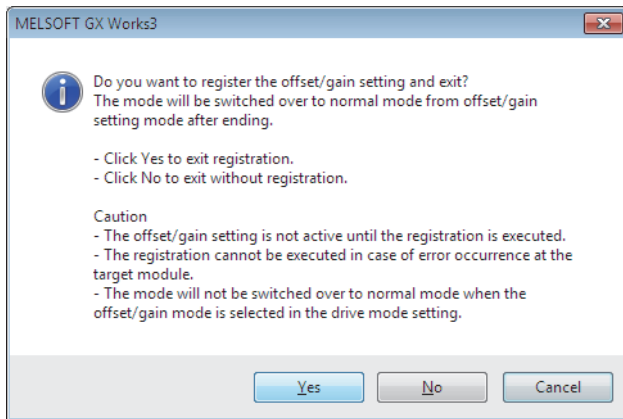 MELSOFT GX Works3
Do you want to register the offset/gain setting and exit?
The mode will be switched over to normal mode from offset/gain
setting mode after ending.
- Click Yes to exit registration.
- Click No to exit without registration.
Caution
- The offset/gain setting is not active until the registration is executed.
- The registration cannot be executed in case of error occurrence at the
target module.
- The mode will not be switched over to normal mode when the
offset/gain mode is selected in the drive mode setting.
Yes
No
Cancel